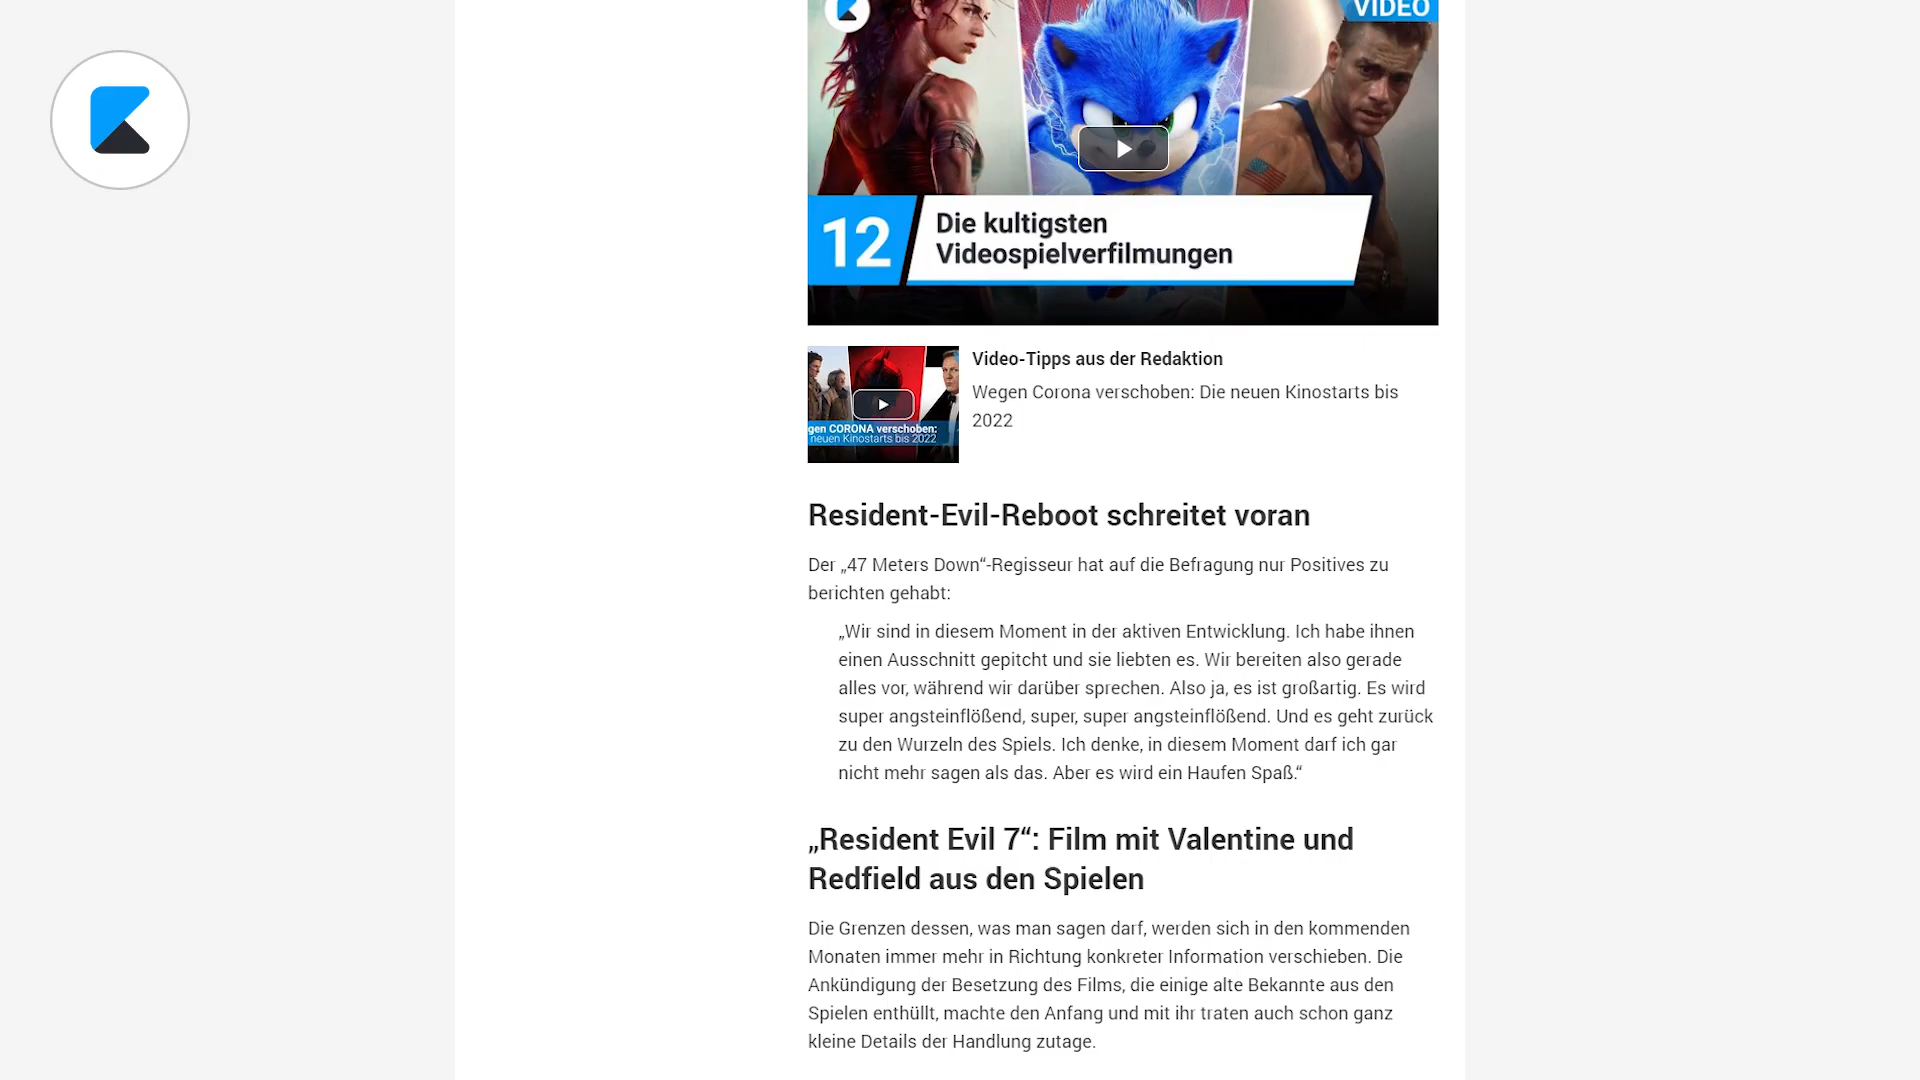 VIDEO
12
Die kultigsten
Videospielverfilmungen
gen CORONA verschoben:
neuen Kinostarts bis 2022
Video-Tipps aus der Redaktion
Wegen Corona verschoben: Die neuen Kinostarts bis
2022
Resident-Evil-Reboot schreitet voran
Der „47 Meters Down“-Regisseur hat auf die Befragung nur Positives zu
berichten gehabt:
„Wir sind in diesem Moment in der aktiven Entwicklung. Ich habe ihnen
einen Ausschnitt gepitcht und sie liebten es. Wir bereiten also gerade
alles vor, während wir darüber sprechen. Also ja, es ist großartig. Es wird
super angsteinflößend, super, super angsteinflößend. Und es geht zurück
zu den Wurzeln des Spiels. Ich denke, in diesem Moment darf ich gar
nicht mehr sagen als das. Aber es wird ein Haufen Spaß.“
„Resident Evil 7“: Film mit Valentine und
Redfield aus den Spielen
Die Grenzen dessen, was man sagen darf, werden sich in den kommenden
Monaten immer mehr in Richtung konkreter Information verschieben. Die
Ankündigung der Besetzung des Films, die einige alte Bekannte aus den
Spielen enthüllt, machte den Anfang und mit ihr traten auch schon ganz
kleine Details der Handlung zutage.